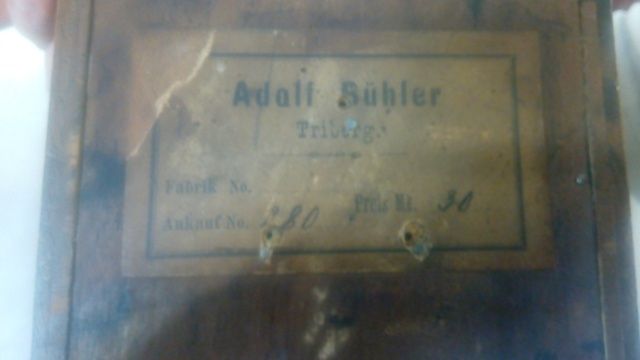 Adolf Bühler
Triberg.
Fabrik No.
Preis Mk. 30
Ankauf No. 280